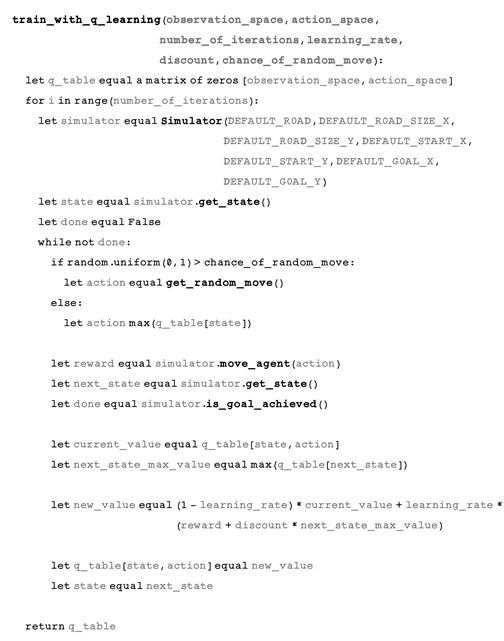 train_with_q_learning(observation_space,action_space,
number_of_iterations,learning_rate,
discount,chance_of_random_move):
let q_table equal a matrix of zeros [observation_space,action_space]
for i in range(number_of_iterations):
let simulator equal Simulator(DEFAULT_ROAD,DEFAULT_ROAD_SIZE_X,
DEFAULT_ROAD_SIZE_Y,DEFAULT_START_X,
DEFAULT_START_Y,DEFAULT_GOAL_X,
DEFAULT_GOAL_Y)
let state equal simulator.get_state()
let done equal False
while not done:
if random.uniform(0,1) > chance_of_random_move:
let action equal get_random_move()
else:
let action max(q_table[state])
let reward equal simulator.move_agent(action)
let next_state equal simulator.get_state()
let done equal simulator.is_goal_achieved()
let current_value equal q_table[state,action]
let next_state_max_value equal max(q_table[next_state])
let new_value equal (1 - learning_rate) * current_value + learning_rate *
(reward + discount * next_state_max_value)
let q_table[state,action] equal new_value
let state equal next_state
return q_table